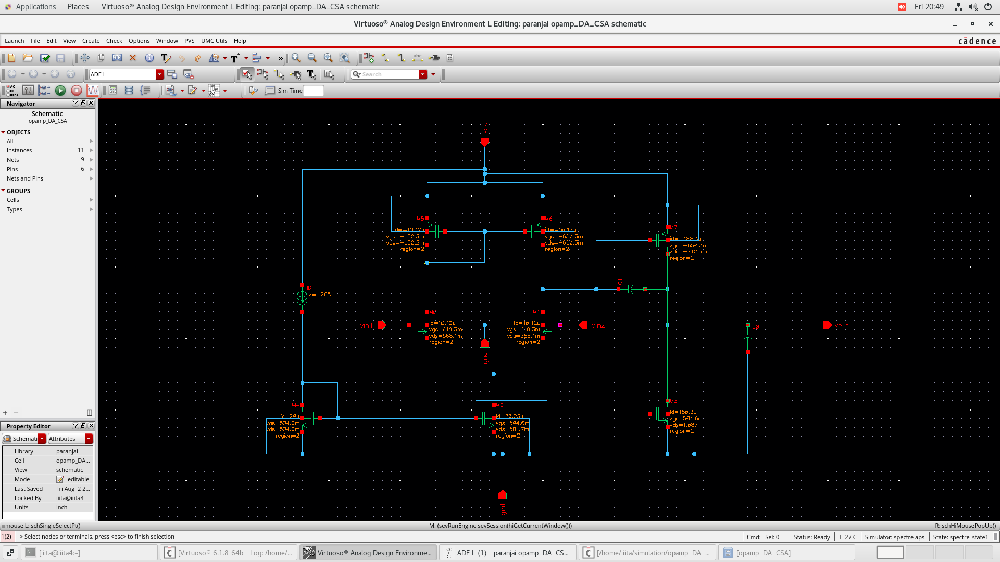 Applications Places Virtuoso® Analog Design Environment L Editing: paranjai opamp_DA_CSA schematic Fri 20:49
Virtuoso® Analog Design Environment L Editing: paranjai opamp_DA_CSA schematic
Launch File Edit View Create Check Options Window PVS UMC Utils Help cādence
ADE L Search
AC DC Trans Sim Time
Navigator
Schematic
opamp_DA_CSA
OBJECTS
All
Instances 11
Nets 9
Pins 6
Nets and Pins
GROUPS
Cells
Types
Property Editor
Schemati Attributes
Library paranjai
Cell opamp_DA...
View schematic
Mode editable
Last Saved Fri Aug 2 2...
Locked By iiita@iiita4
Units inch
vdd
M5
id=-10.12u
vgs=-650.3m
vds=-650.3m
region=2
M6
id=-10.12u
vgs=-650.3m
vds=-650.3m
region=2
M7
id=-180.3u
vgs=-650.3m
vds=-712.5m
region=2
C1
I0
v=1.295
vin1
M0
id=10.12u
vgs=618.3m
vds=568.1m
region=2
gnd
M1
id=10.12u
vgs=618.3m
vds=568.1m
region=2
vin2
C0
vout
M4
id=20u
vgs=504.6m
vds=504.6m
region=2
M2
id=20.23u
vgs=504.6m
vds=581.7m
region=2
M3
id=180.3u
vgs=504.6m
vds=1.087
region=2
gnd
mouse L: schSingleSelectPt() M: (sevRunEngine sevSession(hiGetCurrentWindow())) R: schHiMousePopUp()
1(2) > Select nodes or terminals, press <esc> to finish selection Cmd: Sel: 0 Status: Ready T=27 C Simulator: spectre aps State: spectre_state1
[iiita@iiita4:~] [Virtuoso® 6.1.8-64b - Log: /home/... Virtuoso® Analog Design Environme... ADE L (1) - paranjai opamp_DA_CS... [/home/iiita/simulation/opamp_DA_... [opamp_DA_CSA]